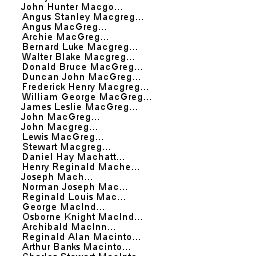 John Hunter Macgo...
Angus Stanley Macgreg...
Angus MacGreg...
Archie MacGreg...
Bernard Luke Macgreg...
Walter Blake Macgreg...
Donald Bruce MacGreg...
Duncan John MacGreg...
Frederick Henry Macgreg...
William George MacGreg...
James Leslie MacGreg...
John MacGreg...
John Macgreg...
Lewis MacGreg...
Stewart Macgreg...
Daniel Hay Machatt...
Henry Reginald Mache...
Joseph Mach...
Norman Joseph Mac...
Reginald Louis Mac...
George MacInd...
Osborne Knight MacInd...
Archibald MacInn...
Reginald Alan Macinto...
Arthur Banks Macinto...